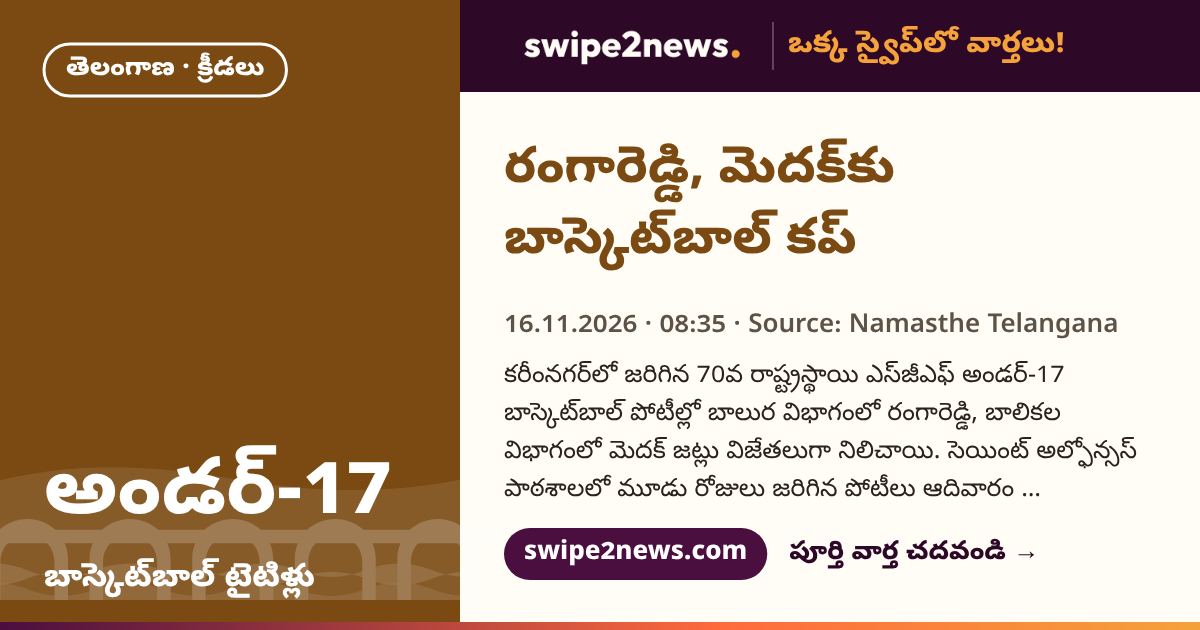 తెలంగాణ · క్రీడలు
swipe2news.
ఒక్క స్వైప్‌లో వార్తలు!
రంగారెడ్డి, మెదక్‌కు
బాస్కెట్‌బాల్ కప్
16.11.2026 · 08:35 · Source: Namasthe Telangana
కరీంనగర్‌లో జరిగిన 70వ రాష్ట్రస్థాయి ఎస్‌జీఎఫ్ అండర్-17
బాస్కెట్‌బాల్ పోటీల్లో బాలుర విభాగంలో రంగారెడ్డి, బాలికల
విభాగంలో మెదక్ జట్లు విజేతలుగా నిలిచాయి. సెయింట్ అల్ఫోన్సస్
పాఠశాలలో మూడు రోజులు జరిగిన పోటీలు ఆదివారం ...
అండర్-17
బాస్కెట్‌బాల్ టైటిళ్లు
swipe2news.com
పూర్తి వార్త చదవండి →